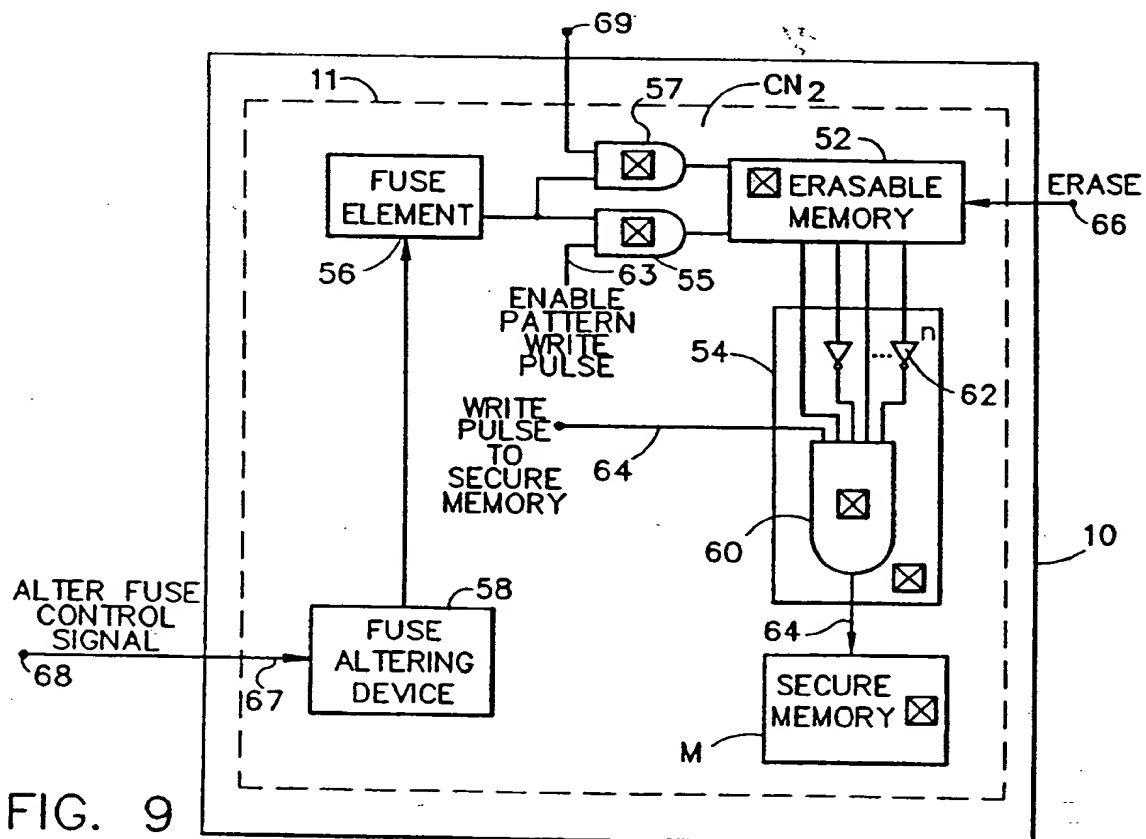 69
11
57
CN2
52
FUSE
ELEMENT
ERASABLE
MEMORY
ERASE
66
56
63
55
ENABLE
PATTERN
WRITE
PULSE
54
n
62
WRITE
PULSE
TO
SECURE
MEMORY
64
60
10
ALTER FUSE
CONTROL
SIGNAL
58
64
68
67
FUSE
ALTERING
DEVICE
SECURE
MEMORY
M
FIG. 9